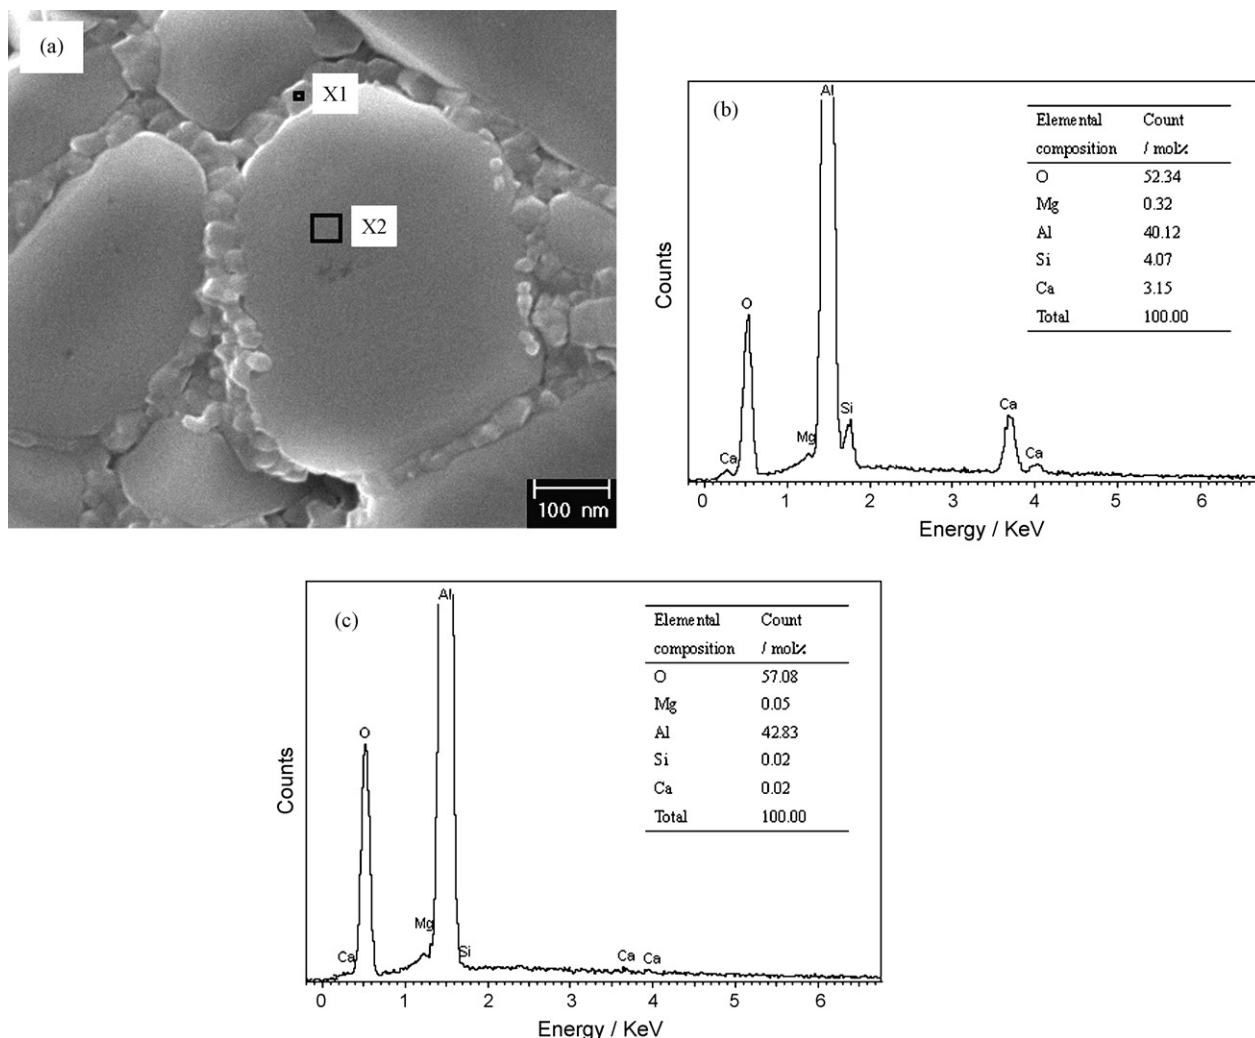 (a)
X1
X2
100 nm
(b)
Al
O
Si
Mg
Ca
Ca
Ca
Counts
0 1 2 3 4 5 6
Energy / KeV
Elemental Count
composition / mol%
O 52.34
Mg 0.32
Al 40.12
Si 4.07
Ca 3.15
Total 100.00
(c)
Al
O
Mg
Si
Ca
Ca
Ca
Counts
0 1 2 3 4 5 6
Energy / KeV
Elemental Count
composition / mol%
O 57.08
Mg 0.05
Al 42.83
Si 0.02
Ca 0.02
Total 100.00